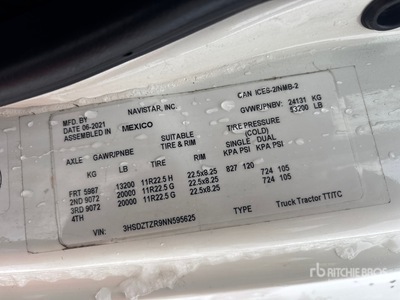 MFD. BY NAVISTAR, INC. CAN ICES-2/NMB-2
DATE 06-2021 GVWR/PNBV: 24131 KG
ASSEMBLED IN MEXICO 53200 LB
SUITABLE TIRE PRESSURE
AXLE GAWR/PNBE TIRE & RIM (COLD)
KG LB TIRE RIM SINGLE DUAL
KPA PSI KPA PSI
FRT 5987 13200 11R22.5 H 22.5x8.25 827 120
2ND 9072 20000 11R22.5 G 22.5x8.25 724 105
3RD 9072 20000 11R22.5 G 22.5x8.25 724 105
4TH
VIN: 3HSDZTZR9NN595625 TYPE Truck Tractor TT/TC
rb RITCHIE BROS